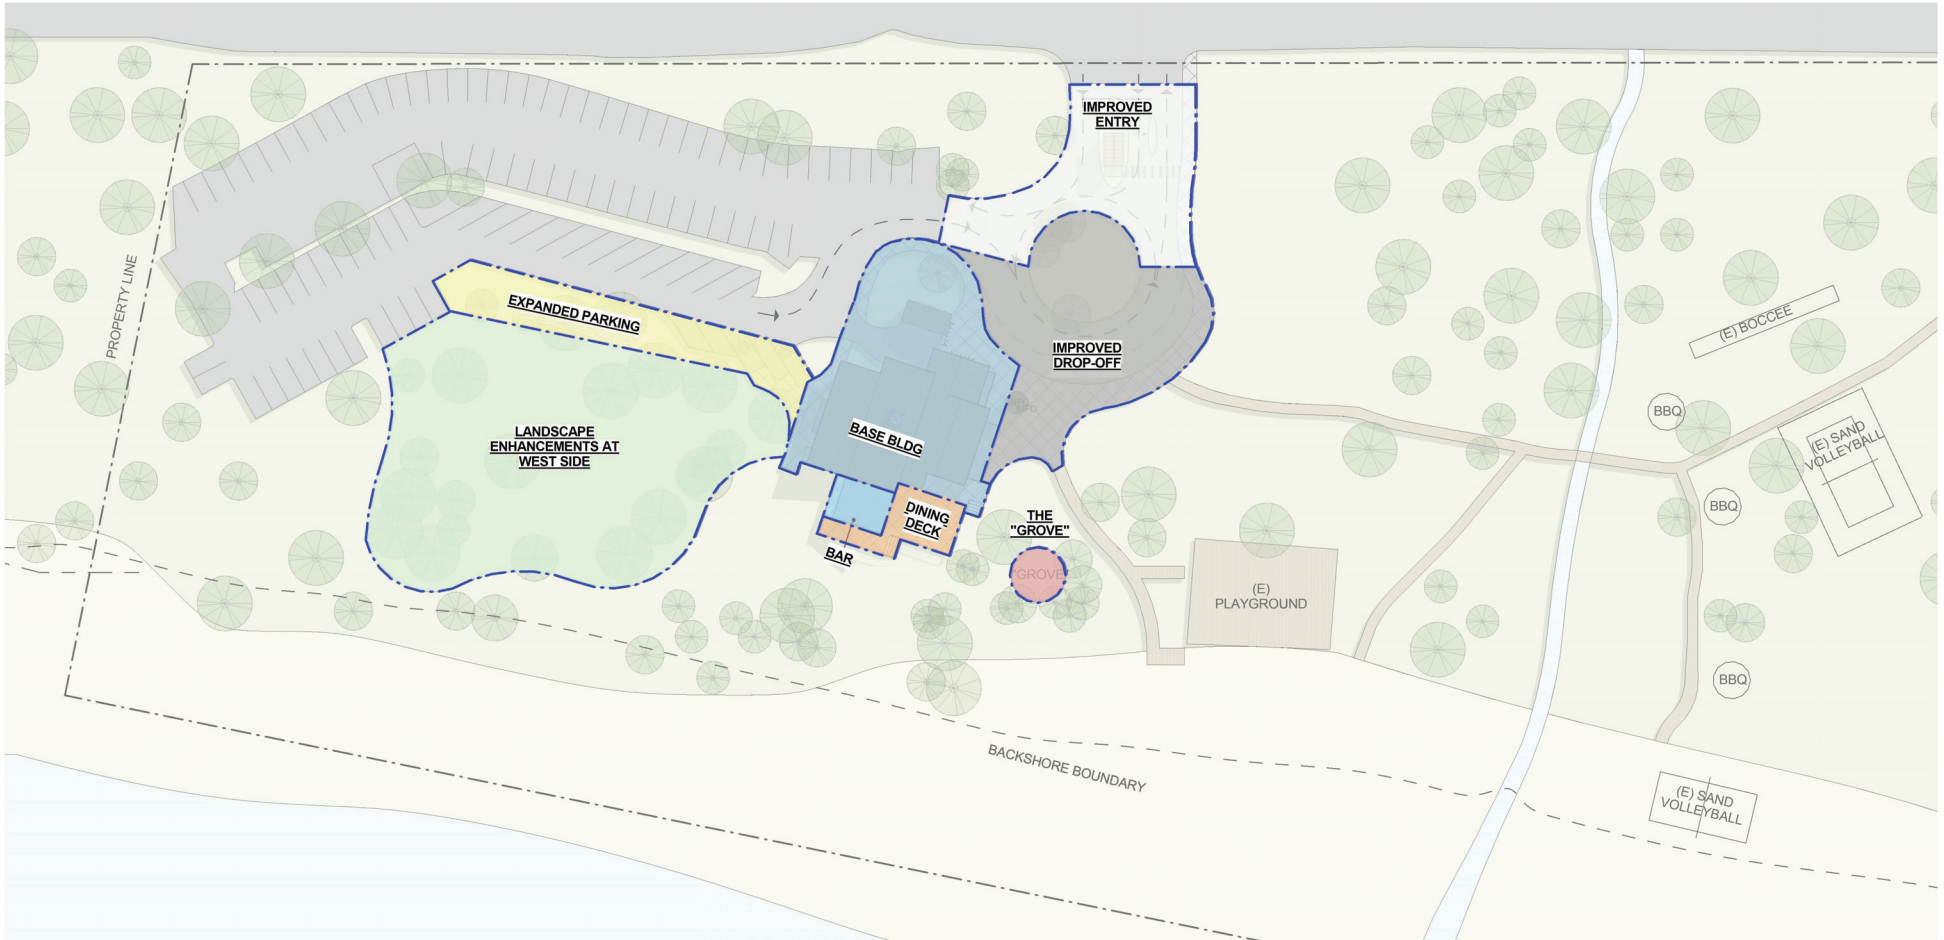 IMPROVED
ENTRY
PROPERTY LINE
EXPANDED PARKING
(E) BOCCEE
IMPROVED
DROP-OFF
LANDSCAPE
ENHANCEMENTS AT
WEST SIDE
BASE BLDG
BBQ
(E) SAND
VOLLEYBALL
BBQ
DINING
DECK
THE
"GROVE"
BAR
"GROVE"
(E)
PLAYGROUND
BBQ
BACKSHORE BOUNDARY
(E) SAND
VOLLEYBALL